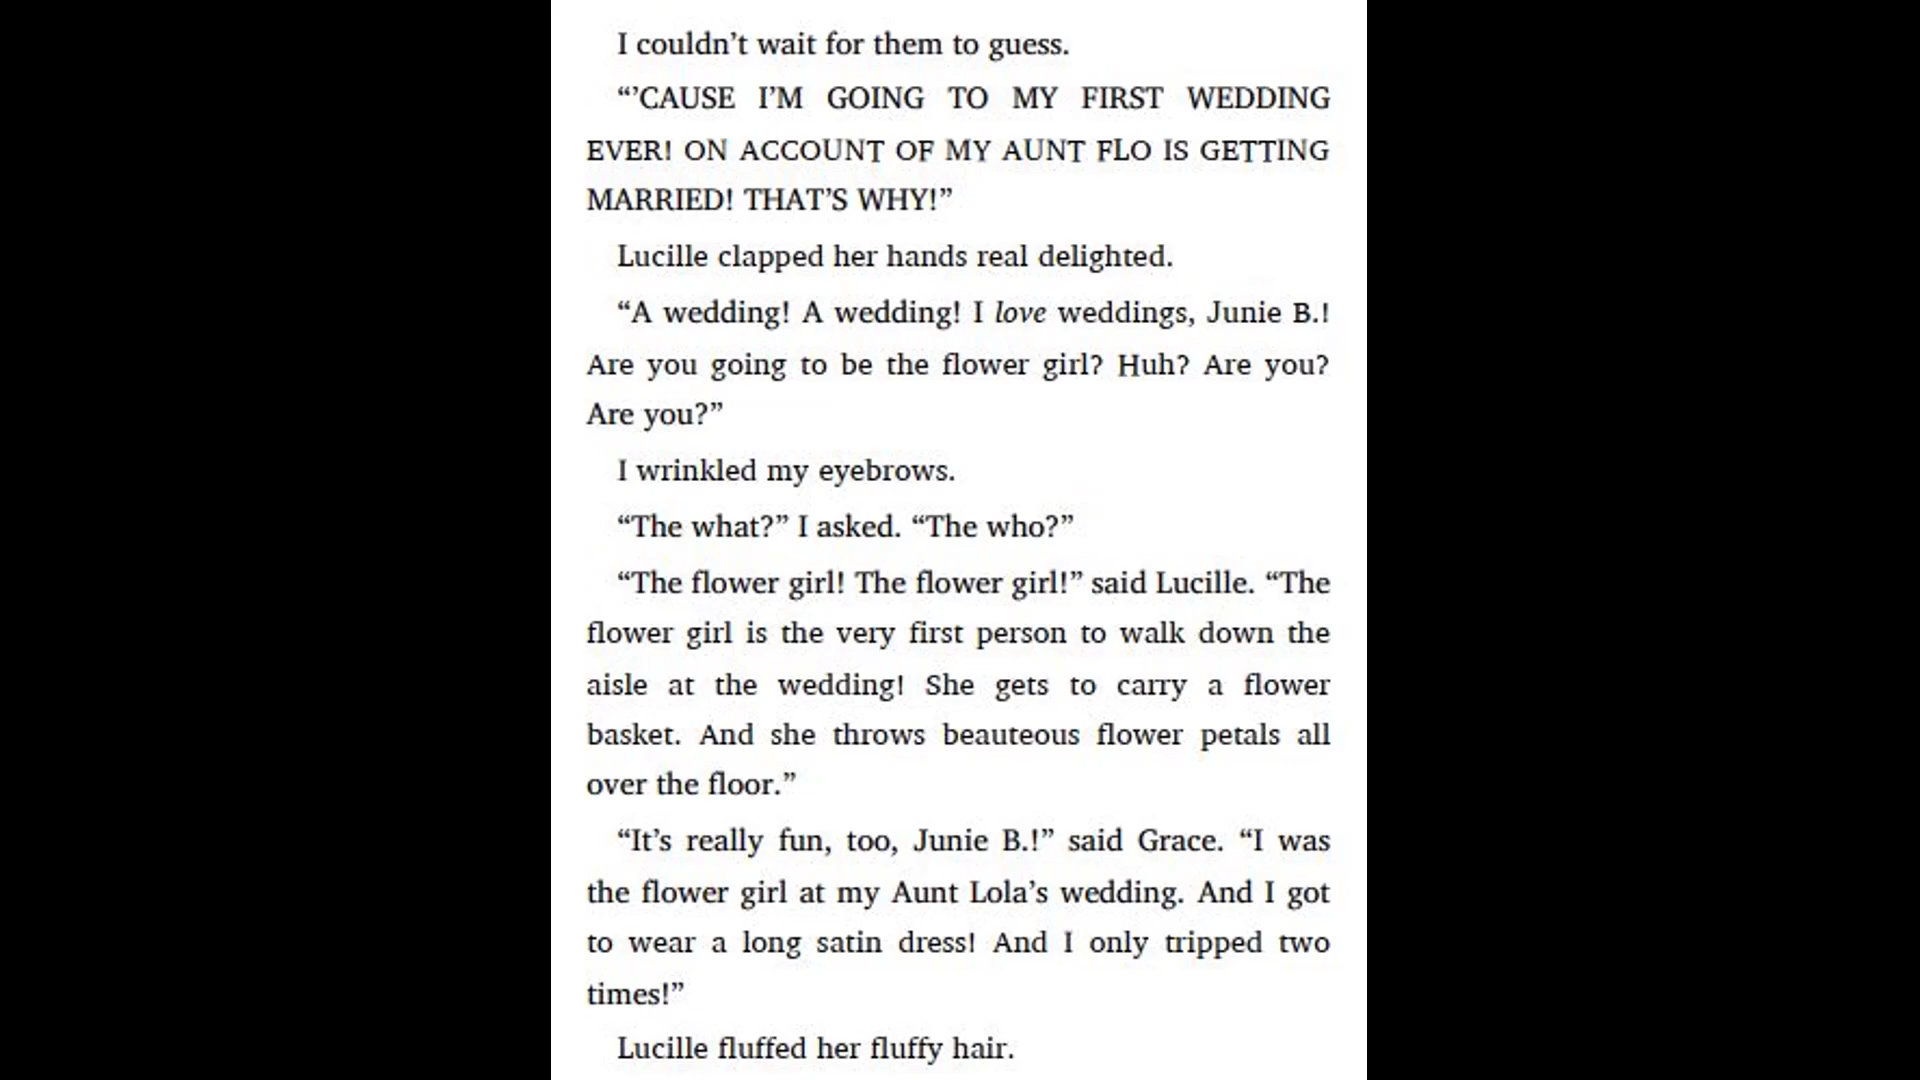 I couldn’t wait for them to guess.
“’CAUSE I’M GOING TO MY FIRST WEDDING
EVER! ON ACCOUNT OF MY AUNT FLO IS GETTING
MARRIED! THAT’S WHY!”
Lucille clapped her hands real delighted.
“A wedding! A wedding! I love weddings, Junie B.!
Are you going to be the flower girl? Huh? Are you?
Are you?”
I wrinkled my eyebrows.
“The what?” I asked. “The who?”
“The flower girl! The flower girl!” said Lucille. “The
flower girl is the very first person to walk down the
aisle at the wedding! She gets to carry a flower
basket. And she throws beauteous flower petals all
over the floor.”
“It’s really fun, too, Junie B.!” said Grace. “I was
the flower girl at my Aunt Lola’s wedding. And I got
to wear a long satin dress! And I only tripped two
times!”
Lucille fluffed her fluffy hair.